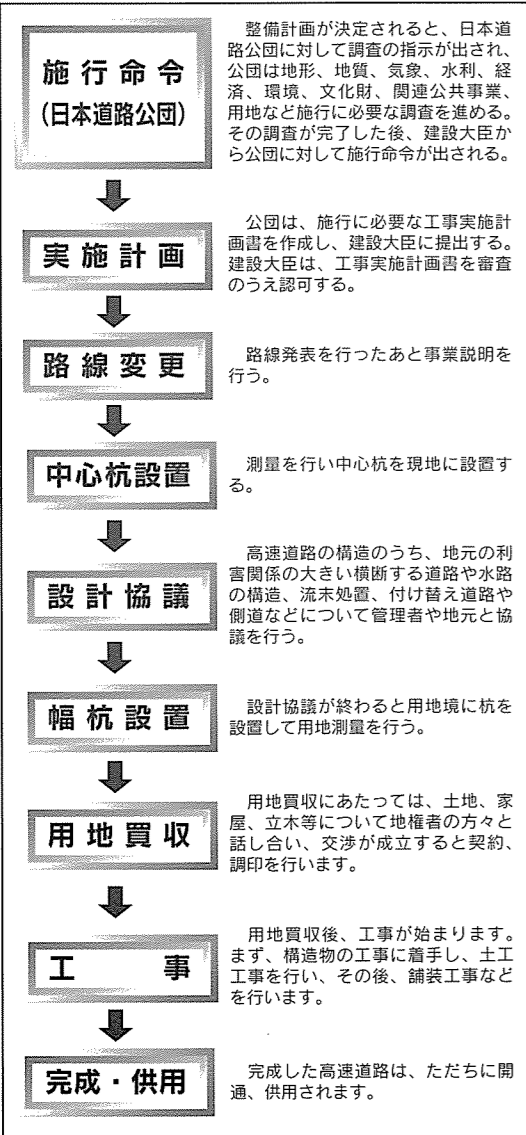 施行命令
(日本道路公団)
整備計画が決定されると、日本道
路公団に対して調査の指示が出され、
公団は地形、地質、気象、水利、経
済、環境、文化財、関連公共事業、
用地など施行に必要な調査を進める。
その調査が完了した後、建設大臣か
ら公団に対して施行命令が出される。
実施計画
公団は、施行に必要な工事実施計
画書を作成し、建設大臣に提出する。
建設大臣は、工事実施計画書を審査
のうえ認可する。
路線変更
路線発表を行ったあと事業説明を
行う。
中心杭設置
測量を行い中心杭を現地に設置す
る。
設計協議
高速道路の構造のうち、地元の利
害関係の大きい横断する道路や水路
の構造、流末処置、付け替え道路や
側道などについて管理者や地元と協
議を行う。
幅杭設置
設計協議が終わると用地境に杭を
設置して用地測量を行う。
用地買収
用地買収にあたっては、土地、家
屋、立木等について地権者の方々と
話し合い、交渉が成立すると契約、
調印を行います。
工事
用地買収後、工事が始まります。
まず、構造物の工事に着手し、土工
工事を行い、その後、舗装工事など
を行います。
完成・供用
完成した高速道路は、ただちに開
通、供用されます。